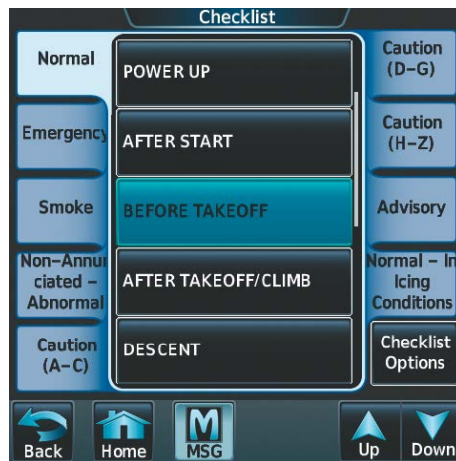 Checklist
Normal
Emergency
Smoke
Non-Annun
ciated -
Abnormal
Caution
(A-C)
POWER UP
AFTER START
BEFORE TAKEOFF
AFTER TAKEOFF/CLIMB
DESCENT
Caution
(D-G)
Caution
(H-Z)
Advisory
Normal - In
Icing
Conditions
Checklist
Options
Back
Home
MSG
Up
Down